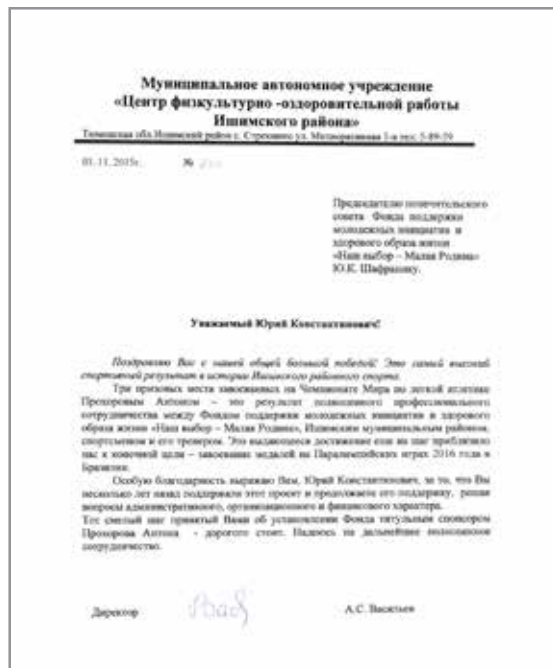 Муниципальное автономное учреждение
«Центр физкультурно -оздоровительной работы
Ишимского района»
Тюменская обл. Ишимский район с. Стрехнино ул. Мелиоративная 1-а тел: 5-89-59
01.11.2015г. №
Председателю попечительского
совета Фонда поддержки
молодежных инициатив и
здорового образа жизни
«Наш выбор – Малая Родина»
Ю.К. Шафранику.
Уважаемый Юрий Константинович!
Поздравляю Вас с нашей общей большой победой! Это самый высокий
спортивный результат в истории Ишимского районного спорта.
Три призовых места завоеванных на Чемпионате Мира по легкой атлетике
Прохоровым Антоном – это результат полноценного профессионального
сотрудничества между Фондом поддержки молодежных инициатив и здорового
образа жизни «Наш выбор – Малая Родина», Ишимским муниципальным районом,
спортсменом и его тренером. Это выдающееся достижение еще на шаг приблизило
нас к конечной цели – завоевание медалей на Паралимпийских играх 2016 года в
Бразилии.
Особую благодарность выражаю Вам, Юрий Константинович, за то, что Вы
несколько лет назад поддержали этот проект и продолжаете его поддержку, решая
вопросы административного, организационного и финансового характера.
Тот смелый шаг принятый Вами об установлении Фонда титульным спонсором
Прохорова Антона - дорогого стоит. Надеюсь на дальнейшее полноценное
сотрудничество.
Директор А.С. Васильев